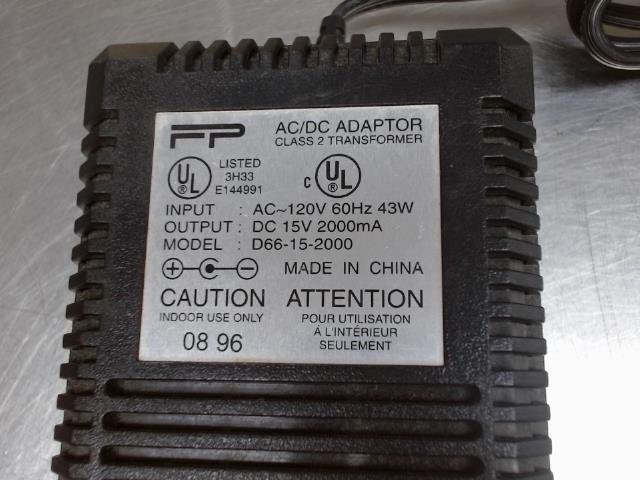 FP
AC/DC ADAPTOR
CLASS 2 TRANSFORMER
UL
®
LISTED
3H33
E144991
C
UL
®
INPUT : AC~120V 60Hz 43W
OUTPUT : DC 15V 2000mA
MODEL : D66-15-2000
MADE IN CHINA
CAUTION
INDOOR USE ONLY
08 96
ATTENTION
POUR UTILISATION
À L'INTÉRIEUR
SEULEMENT